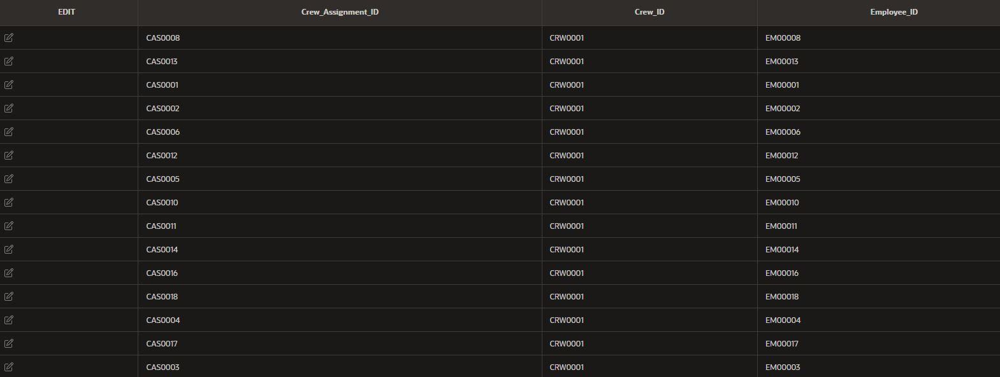 EDIT Crew_Assignment_ID Crew_ID Employee_ID
CAS0008 CRW0001 EM00008
CAS0013 CRW0001 EM00013
CAS0001 CRW0001 EM00001
CAS0002 CRW0001 EM00002
CAS0006 CRW0001 EM00006
CAS0012 CRW0001 EM00012
CAS0005 CRW0001 EM00005
CAS0010 CRW0001 EM00010
CAS0011 CRW0001 EM00011
CAS0014 CRW0001 EM00014
CAS0016 CRW0001 EM00016
CAS0018 CRW0001 EM00018
CAS0004 CRW0001 EM00004
CAS0017 CRW0001 EM00017
CAS0003 CRW0001 EM00003